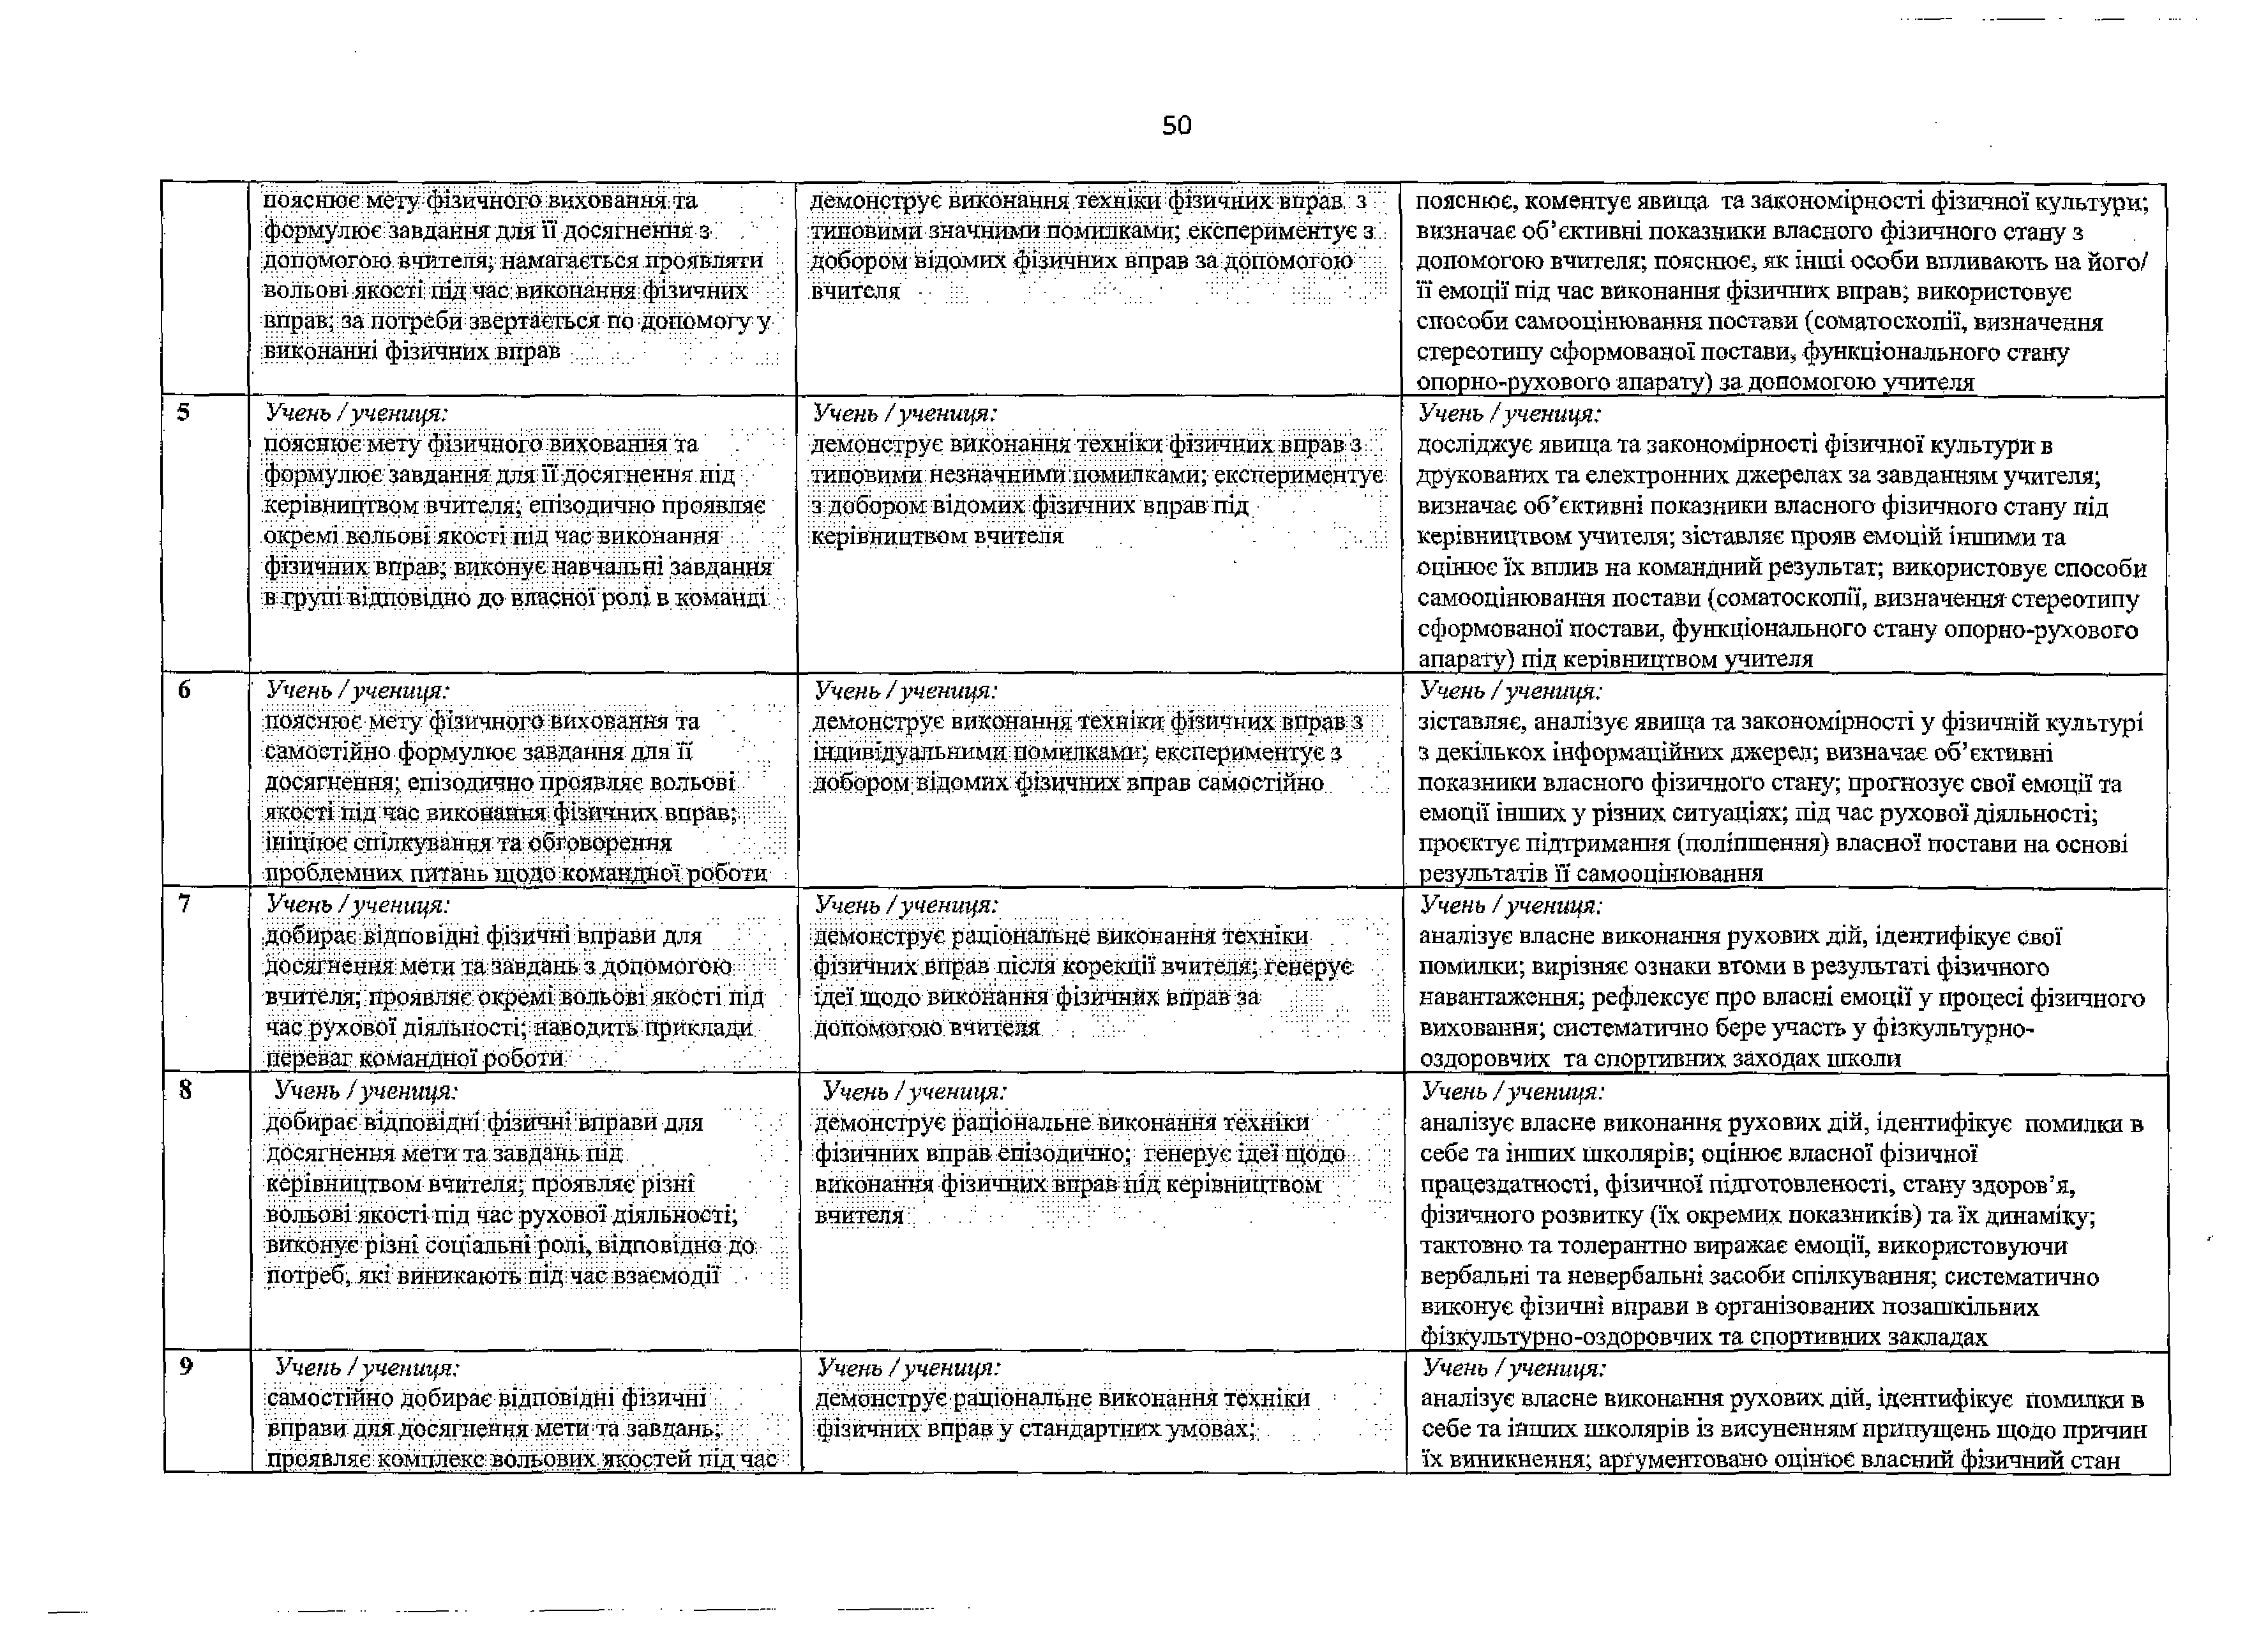 50
пояснює мету фізичного виховання та
формулює завдання для її досягнення з
допомогою вчителя; намагається проявляти
вольові якості під час виконання фізичних
вправ; за потреби звертається по допомогу у
виконанні фізичних вправ
демонструє виконання техніки фізичних вправ з
типовими значними помилками; експериментує з
добором відомих фізичних вправ за допомогою
вчителя
пояснює, коментує явища та закономірності фізичної культури;
визначає об’єктивні показники власного фізичного стану з
допомогою вчителя; пояснює, як інші особи впливають на його/
її емоції під час виконання фізичних вправ; використовує
способи самооцінювання постави (соматоскопії, визначення
стереотипу сформованої постави, функціонального стану
опорно-рухового апарату) за допомогою учителя
5
Учень / учениця:
пояснює мету фізичного виховання та
формулює завдання для її досягнення під
керівництвом вчителя; епізодично проявляє
окремі вольові якості під час виконання
фізичних вправ; виконує навчальні завдання
в групі відповідно до власної ролі в команді
Учень / учениця:
демонструє виконання техніки фізичних вправ з
типовими незначними помилками; експериментує
з добором відомих фізичних вправ під
керівництвом вчителя
Учень / учениця:
досліджує явища та закономірності фізичної культури в
друкованих та електронних джерелах за завданням учителя;
визначає об’єктивні показники власного фізичного стану під
керівництвом учителя; зіставляє прояв емоцій іншими та
оцінює їх вплив на командний результат; використовує способи
самооцінювання постави (соматоскопії, визначення стереотипу
сформованої постави, функціонального стану опорно-рухового
апарату) під керівництвом учителя
6
Учень / учениця:
пояснює мету фізичного виховання та
самостійно формулює завдання для її
досягнення; епізодично проявляє вольові
якості під час виконання фізичних вправ;
ініціює спілкування та обговорення
проблемних питань щодо командної роботи
Учень / учениця:
демонструє виконання техніки фізичних вправ з
індивідуальними помилками; експериментує з
добором відомих фізичних вправ самостійно
Учень / учениця:
зіставляє, аналізує явища та закономірності у фізичній культурі
з декількох інформаційних джерел; визначає об’єктивні
показники власного фізичного стану; прогнозує свої емоції та
емоції інших у різних ситуаціях; під час рухової діяльності;
проєктує підтримання (поліпшення) власної постави на основі
результатів її самооцінювання
7
Учень / учениця:
добирає відповідні фізичні вправи для
досягнення мети та завдань з допомогою
вчителя; проявляє окремі вольові якості під
час рухової діяльності; наводить приклади
переваг командної роботи
Учень / учениця:
демонструє раціональне виконання техніки
фізичних вправ після корекції вчителя; генерує
ідеї щодо виконання фізичних вправ за
допомогою вчителя
Учень / учениця:
аналізує власне виконання рухових дій, ідентифікує свої
помилки; вирізняє ознаки втоми в результаті фізичного
навантаження; рефлексує про власні емоції у процесі фізичного
виховання; систематично бере участь у фізкультурно-
оздоровчих та спортивних заходах школи
8
Учень / учениця:
добирає відповідні фізичні вправи для
досягнення мети та завдань під
керівництвом вчителя; проявляє різні
вольові якості під час рухової діяльності;
виконує різні соціальні ролі, відповідно до
потреб, які виникають під час взаємодії
Учень / учениця:
демонструє раціональне виконання техніки
фізичних вправ епізодично; генерує ідеї щодо
виконання фізичних вправ під керівництвом
вчителя
Учень / учениця:
аналізує власне виконання рухових дій, ідентифікує помилки в
себе та інших школярів; оцінює власної фізичної
працездатності, фізичної підготовленості, стану здоров’я,
фізичного розвитку (їх окремих показників) та їх динаміку;
тактовно та толерантно виражає емоції, використовуючи
вербальні та невербальні засоби спілкування; систематично
виконує фізичні вправи в організованих позашкільних
фізкультурно-оздоровчих та спортивних закладах
9
Учень / учениця:
самостійно добирає відповідні фізичні
вправи для досягнення мети та завдань;
проявляє комплекс вольових якостей під час
Учень / учениця:
демонструє раціональне виконання техніки
фізичних вправ у стандартних умовах;
Учень / учениця:
аналізує власне виконання рухових дій, ідентифікує помилки в
себе та інших школярів із висуненням припущень щодо причин
їх виникнення; аргументовано оцінює власний фізичний стан